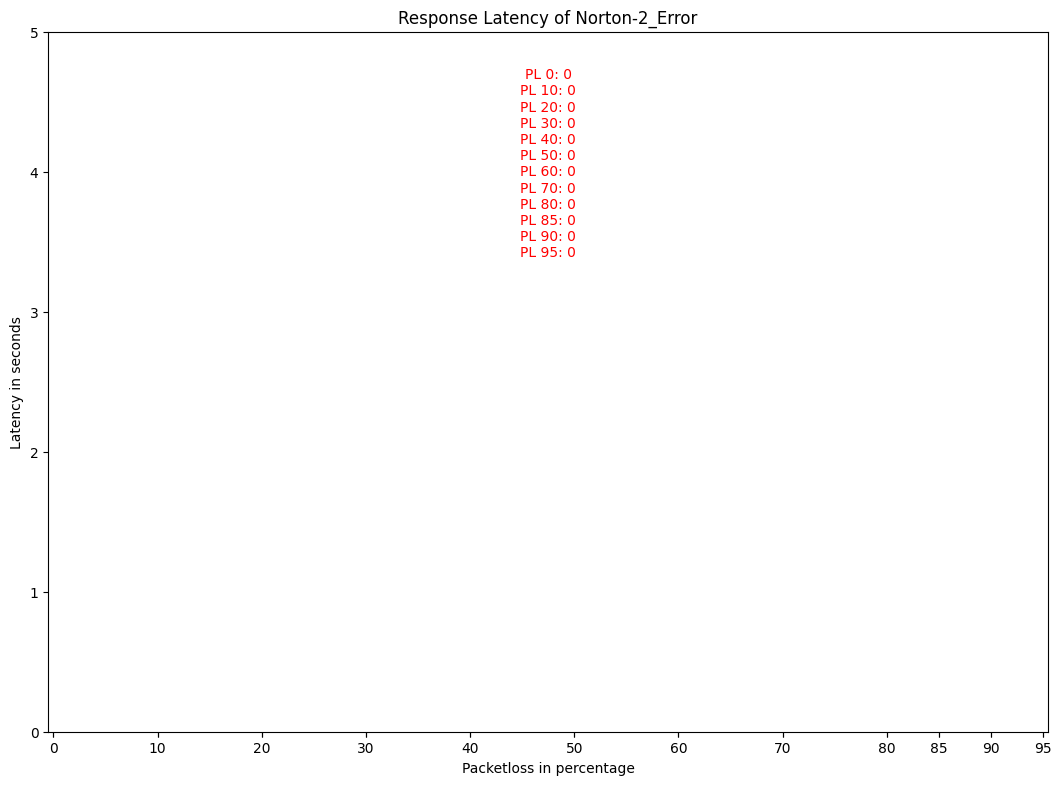 Response Latency of Norton-2_Error
5
PL 0: 0
PL 10: 0
PL 20: 0
PL 30: 0
PL 40: 0
PL 50: 0
PL 60: 0
PL 70: 0
PL 80: 0
PL 85: 0
PL 90: 0
PL 95: 0
4
3
2
1
0
Latency in seconds
0 10 20 30 40 50 60 70 80 85 90 95
Packetloss in percentage